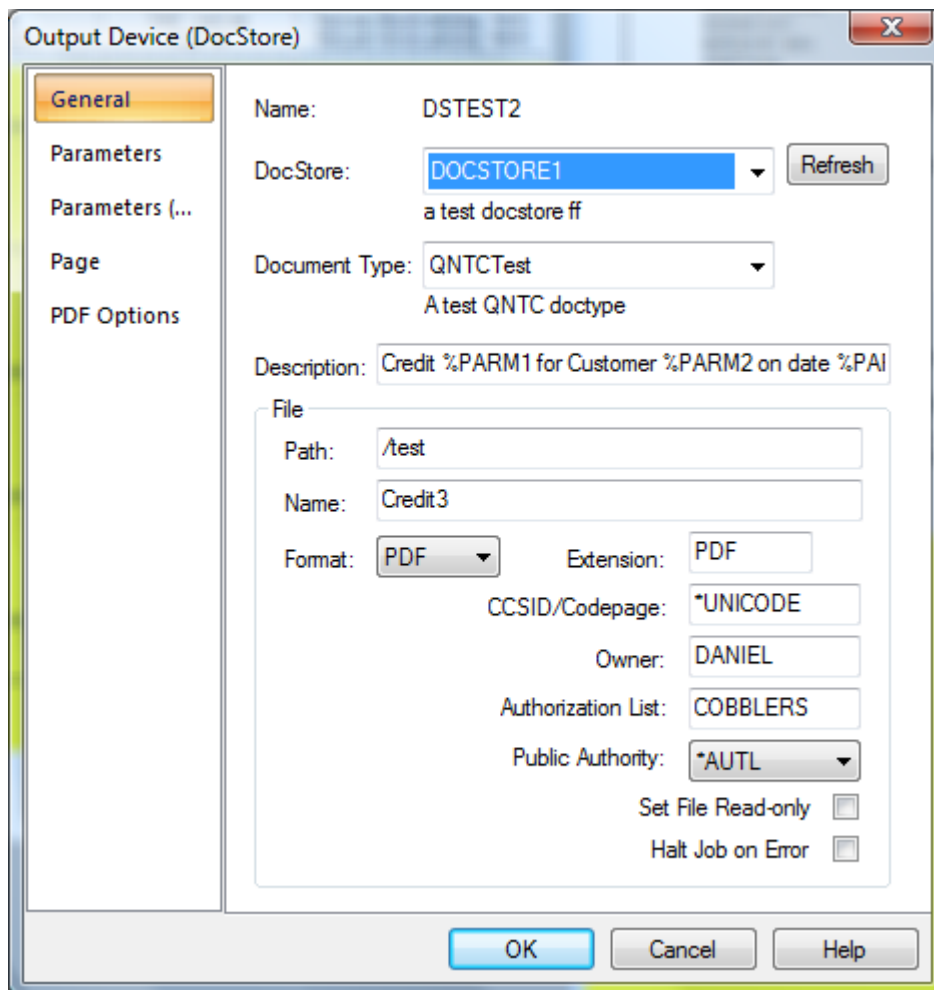 Output Device (DocStore)
General
Parameters
Parameters (...
Page
PDF Options
Name: DSTEST2
DocStore: DOCSTORE1 Refresh
a test docstore ff
Document Type: QNTCTest
A test QNTC doctype
Description: Credit %PARM1 for Customer %PARM2 on date %PAI
File
Path: /test
Name: Credit3
Format: PDF Extension: PDF
CCSID/Codepage: *UNICODE
Owner: DANIEL
Authorization List: COBBLERS
Public Authority: *AUTL
Set File Read-only
Halt Job on Error
OK Cancel Help